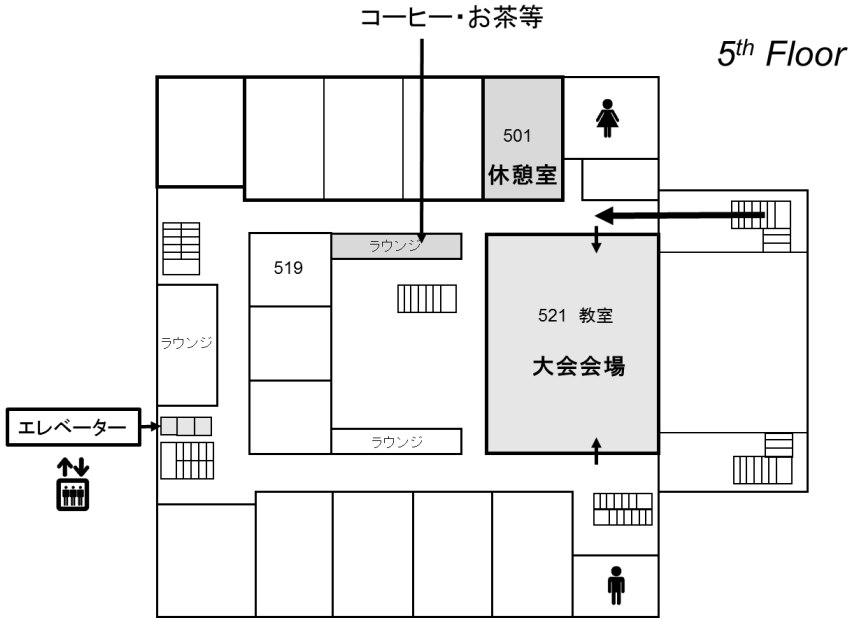 コーヒー・お茶等
5th Floor
501
休憩室
ラウンジ
519
ラウンジ
521 教室
大会会場
エレベーター
ラウンジ